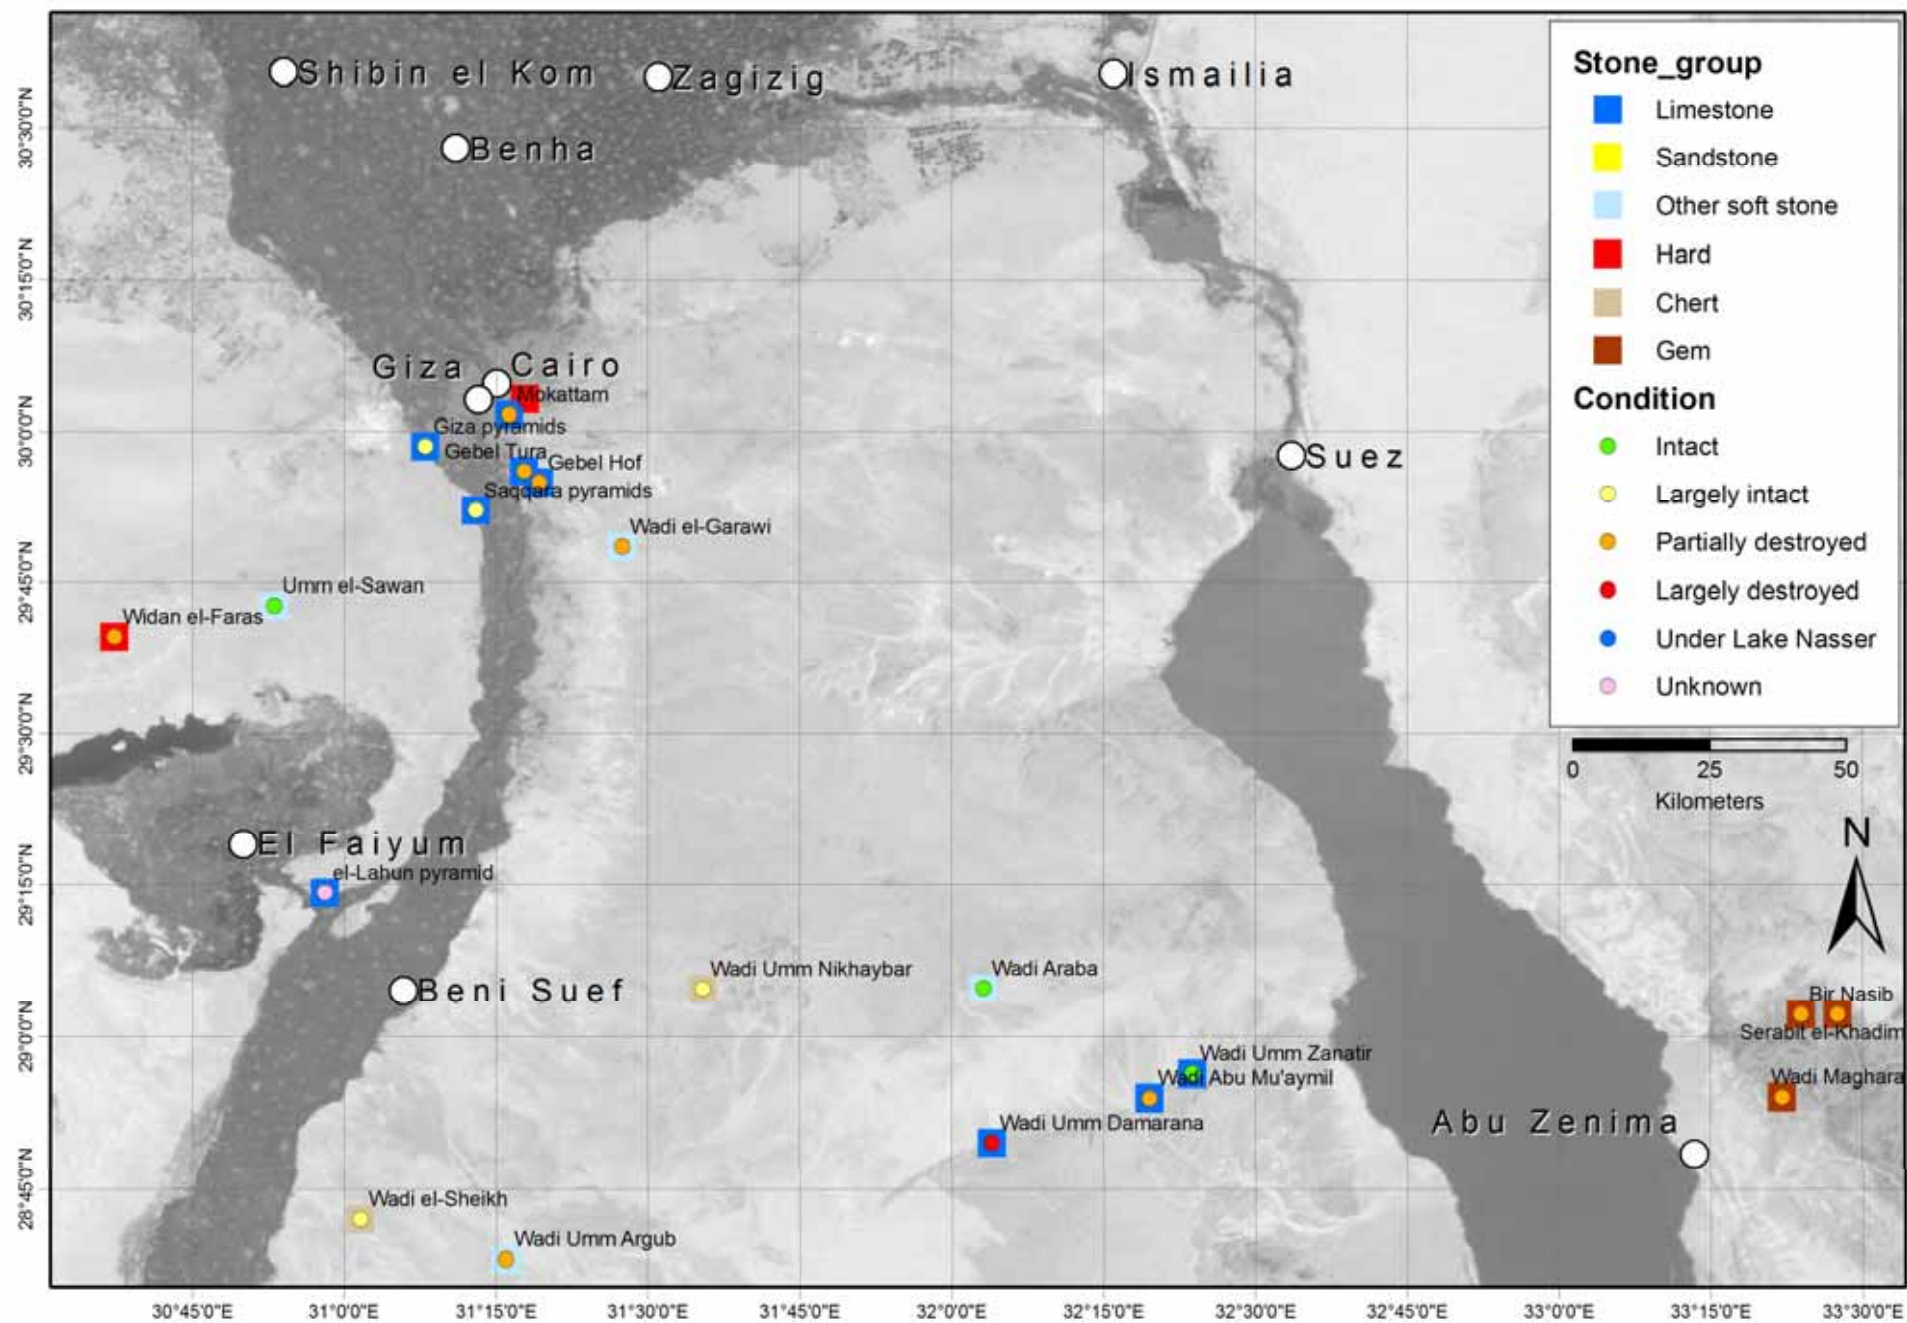 Shibin el Kom
Zagizig
Ismailia
Benha
Giza
Cairo
Mokattam
Giza pyramids
Gebel Tura
Gebel Hof
Saqqara pyramids
Suez
Wadi el-Garawi
Umm el-Sawan
Widan el-Faras
El Faiyum
el-Lahun pyramid
Beni Suef
Wadi Umm Nikhaybar
Wadi Araba
Bir Nasib
Serabit el-Khadim
Wadi Umm Zanatir
Wadi Abu Mu'aymil
Wadi Maghara
Wadi Umm Damarana
Abu Zenima
Wadi el-Sheikh
Wadi Umm Argub
Stone_group
Limestone
Sandstone
Other soft stone
Hard
Chert
Gem
Condition
Intact
Largely intact
Partially destroyed
Largely destroyed
Under Lake Nasser
Unknown
0 25 50
Kilometers
N
30°30'0"N
30°15'0"N
30°0'0"N
29°45'0"N
29°30'0"N
29°15'0"N
29°0'0"N
28°45'0"N
30°45'0"E 31°0'0"E 31°15'0"E 31°30'0"E 31°45'0"E 32°0'0"E 32°15'0"E 32°30'0"E 32°45'0"E 33°0'0"E 33°15'0"E 33°30'0"E